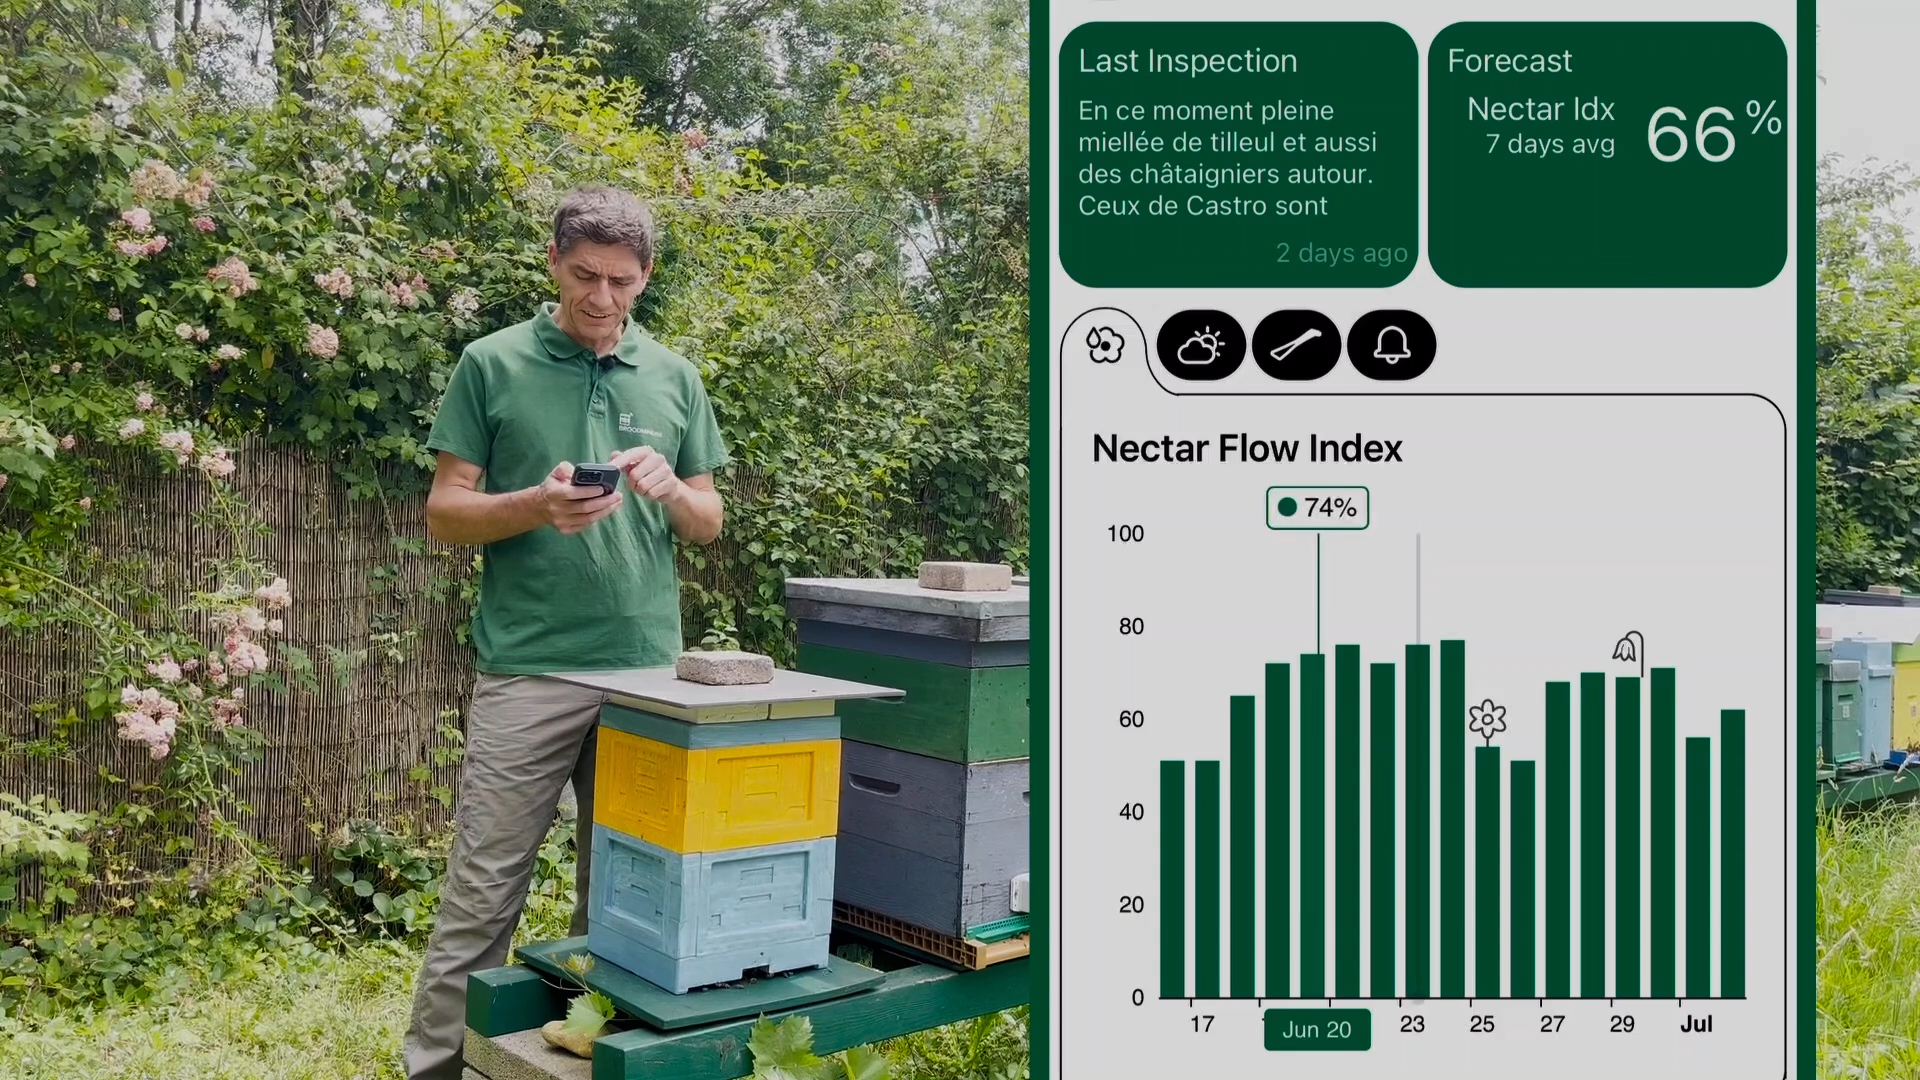 Last Inspection
En ce moment pleine
miellée de tilleul et aussi
des châtaigniers autour.
Ceux de Castro sont
2 days ago
Forecast
Nectar Idx
7 days avg
66%
Nectar Flow Index
74%
100
80
60
40
20
0
17
Jun 20
23
25
27
29
Jul